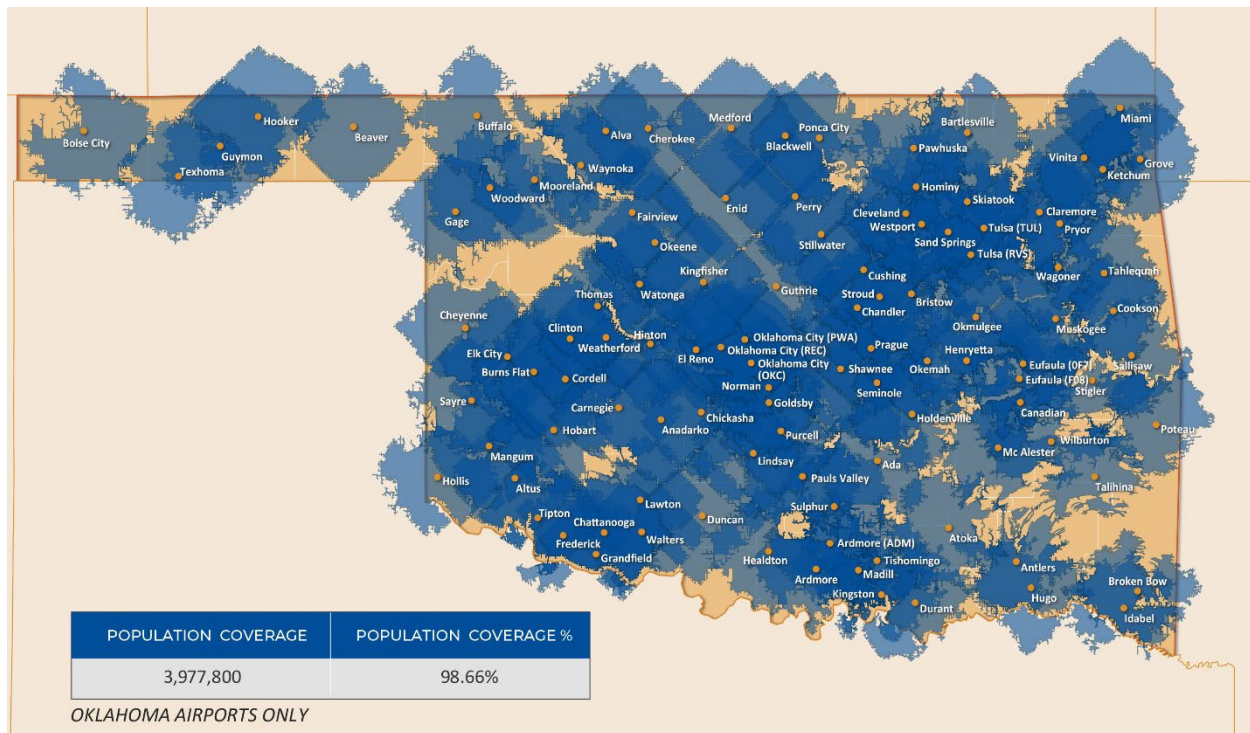 Boise City
Hooker
Guymon
Texhoma
Beaver
Buffalo
Alva
Cherokee
Medford
Ponca City
Blackwell
Bartlesville
Pawhuska
Miami
Vinita
Grove
Ketchum
Waynoka
Mooreland
Woodward
Gage
Fairview
Enid
Perry
Hominy
Skiatook
Cleveland
Westport
Claremore
Pryor
Sand Springs
Tulsa (TUL)
Tulsa (RVS)
Okeene
Stillwater
Kingfisher
Cushing
Wagoner
Tahlequah
Watonga
Guthrie
Thomas
Stroud
Bristow
Chandler
Cookson
Cheyenne
Clinton
Weatherford
Hinton
Oklahoma City (PWA)
Oklahoma City (REC)
Oklahoma City
(OKC)
El Reno
Okmulgee
Muskogee
Prague
Henryetta
Elk City
Burns Flat
Cordell
Norman
Shawnee
Okemah
Eufaula (0F7)
Eufaula (F08)
Sallisaw
Stigler
Seminole
Sayre
Carnegie
Goldsby
Chickasha
Anadarko
Holdenville
Canadian
Hobart
Purcell
Poteau
Wilburton
Mc Alester
Mangum
Lindsay
Ada
Hollis
Altus
Pauls Valley
Talihina
Lawton
Sulphur
Tipton
Chattanooga
Duncan
Frederick
Walters
Grandfield
Ardmore (ADM)
Atoka
Healdton
Tishomingo
Ardmore
Madill
Antlers
Broken Bow
Kingston
Durant
Hugo
Idabel
POPULATION COVERAGE
POPULATION COVERAGE %
3,977,800
98.66%
OKLAHOMA AIRPORTS ONLY